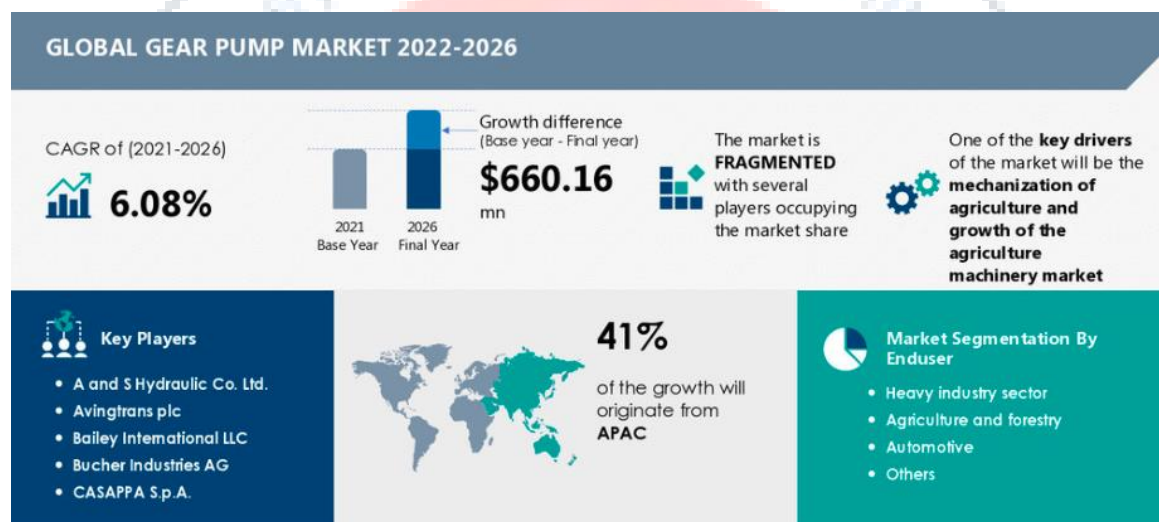 GLOBAL GEAR PUMP MARKET 2022-2026
CAGR of (2021-2026)
6.08%
2021
Base Year
2026
Final Year
Growth difference
(Base year - Final year)
$660.16
mn
The market is
FRAGMENTED
with several
players occupying
the market share
One of the key drivers
of the market will be the
mechanization of
agriculture and
growth of the
agriculture
machinery market
Key Players
• A and S Hydraulic Co. Ltd.
• Avingtrans plc
• Bailey International LLC
• Bucher Industries AG
• CASAPPA S.p.A.
41%
of the growth will
originate from
APAC
Market Segmentation By
Enduser
• Heavy industry sector
• Agriculture and forestry
• Automotive
• Others